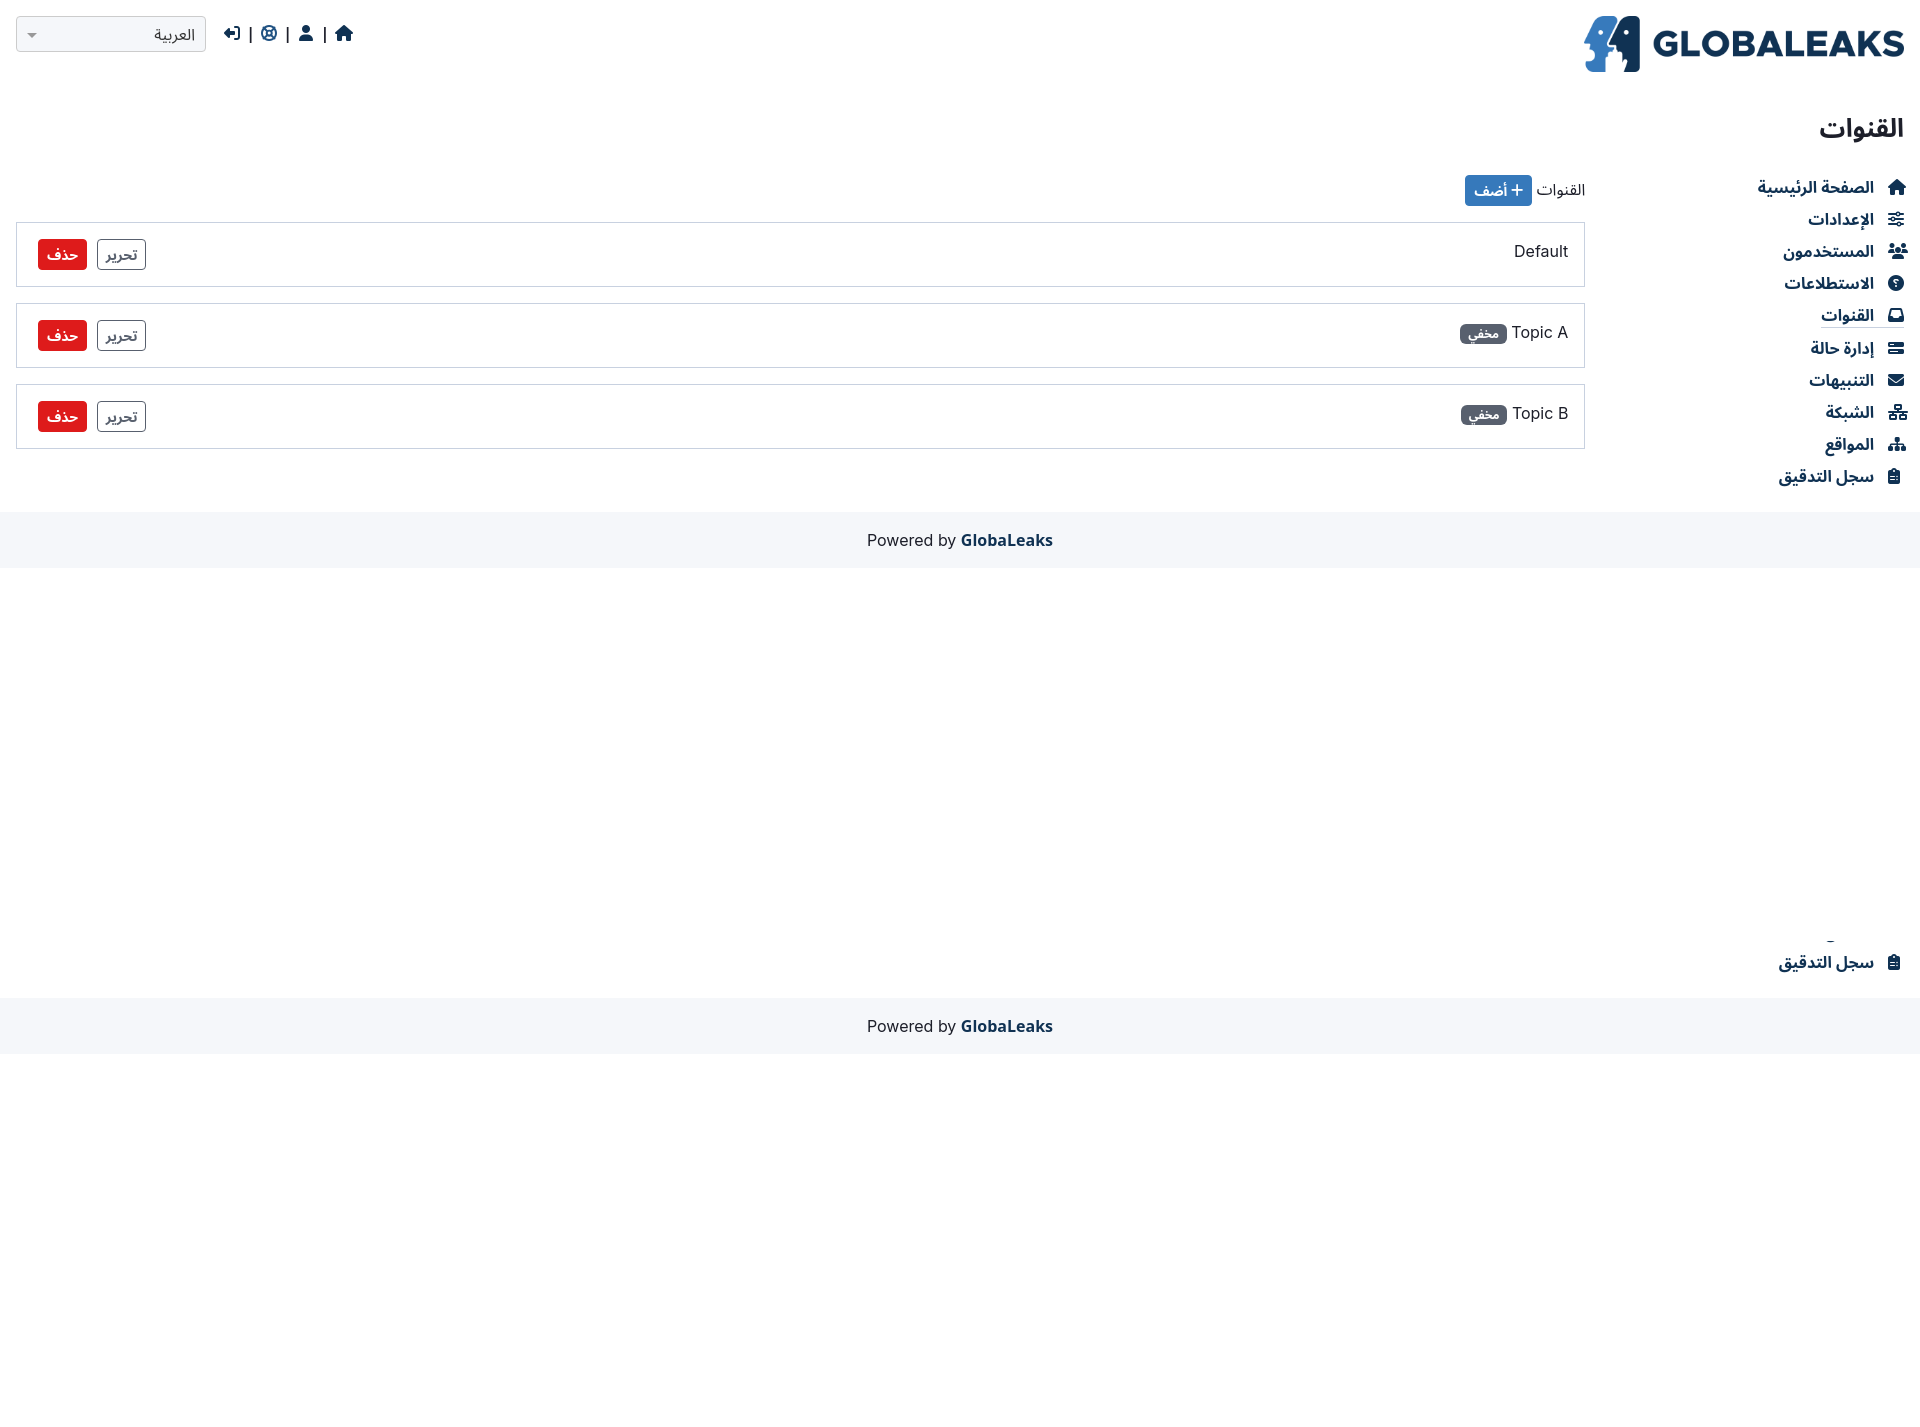 GLOBALEAKS
العربية
القنوات
الصفحة الرئيسية
الإعدادات
المستخدمون
الاستطلاعات
القنوات
إدارة حالة
التنبيهات
الشبكة
المواقع
سجل التدقيق
القنوات أضف
Default
تحرير حذف
Topic A مخفي
تحرير حذف
Topic B مخفي
تحرير حذف
Powered by GlobaLeaks
سجل التدقيق
Powered by GlobaLeaks